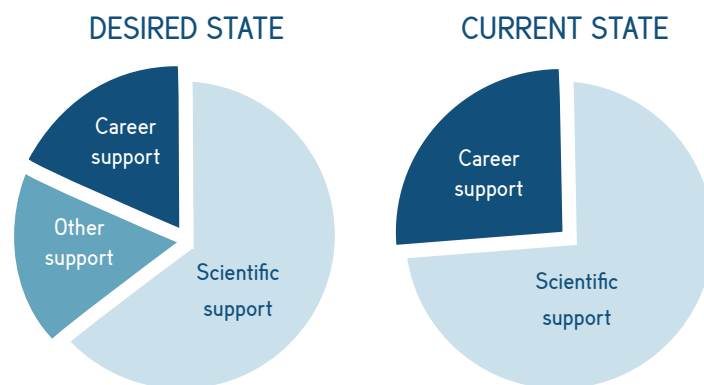 DESIRED STATE
Career
support
Other
support
Scientific
support
CURRENT STATE
Career
support
Scientific
support